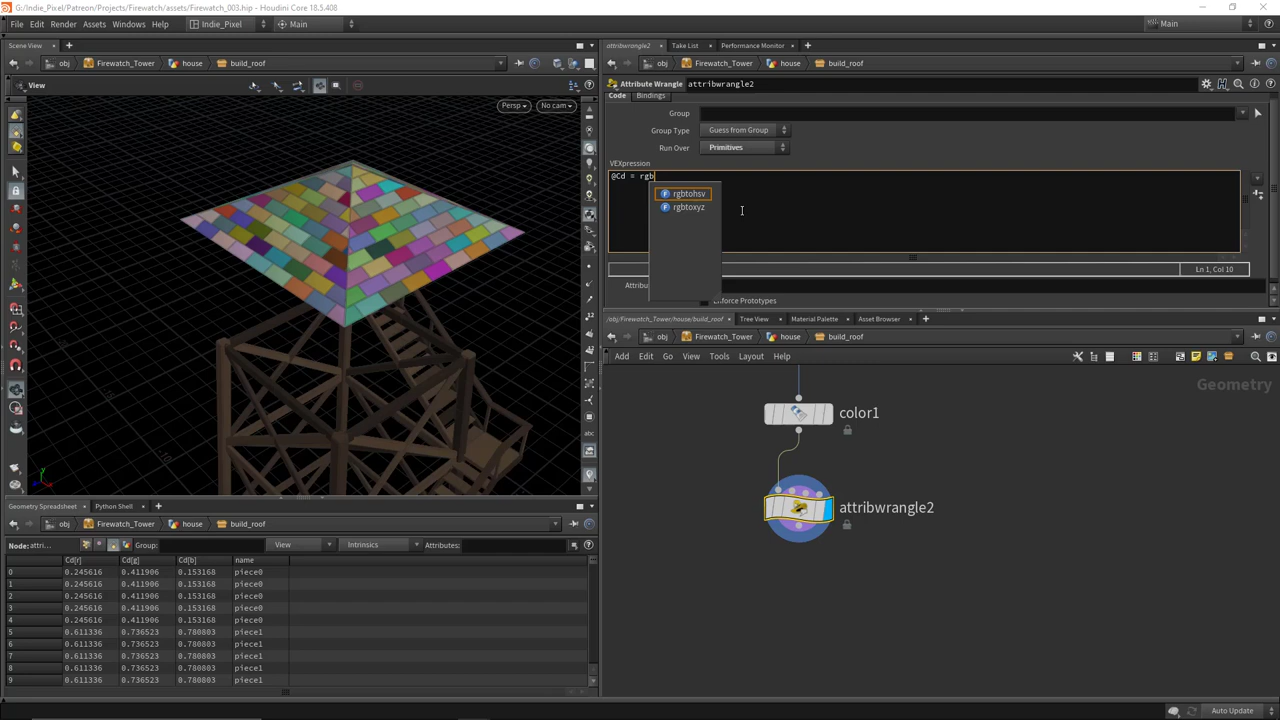 G:/Indie_Pixel/Patreon/Projects/Firewatch/assets/Firewatch_003.hip - Houdini Core 18.5.408
File Edit Render Assets Windows Help Indie_Pixel Main Main
Scene View
obj Firewatch_Tower house build_roof
View
Persp No cam
abc
Geometry Spreadsheet Python Shell
obj Firewatch_Tower house build_roof
Node: attri... Group: View Intrinsics Attributes:
Cd[r] Cd[g] Cd[b] name
0 0.245616 0.411906 0.153168 piece0
1 0.245616 0.411906 0.153168 piece0
2 0.245616 0.411906 0.153168 piece0
3 0.245616 0.411906 0.153168 piece0
4 0.245616 0.411906 0.153168 piece0
5 0.611336 0.736523 0.780803 piece1
6 0.611336 0.736523 0.780803 piece1
7 0.611336 0.736523 0.780803 piece1
8 0.611336 0.736523 0.780803 piece1
9 0.611336 0.736523 0.780803 piece1
attribwrangle2 Take List Performance Monitor
obj Firewatch_Tower house build_roof
Attribute Wrangle attribwrangle2
Code Bindings
Group
Group Type Guess from Group
Run Over Primitives
VEXpression
@Cd = rgb
rgbtohsv
rgbtoxyz
Ln 1, Col 10
Attribu
Enforce Prototypes
/obj/Firewatch_Tower/house/build_roof Tree View Material Palette Asset Browser
obj Firewatch_Tower house build_roof
Add Edit Go View Tools Layout Help
Geometry
color1
attribwrangle2
Auto Update